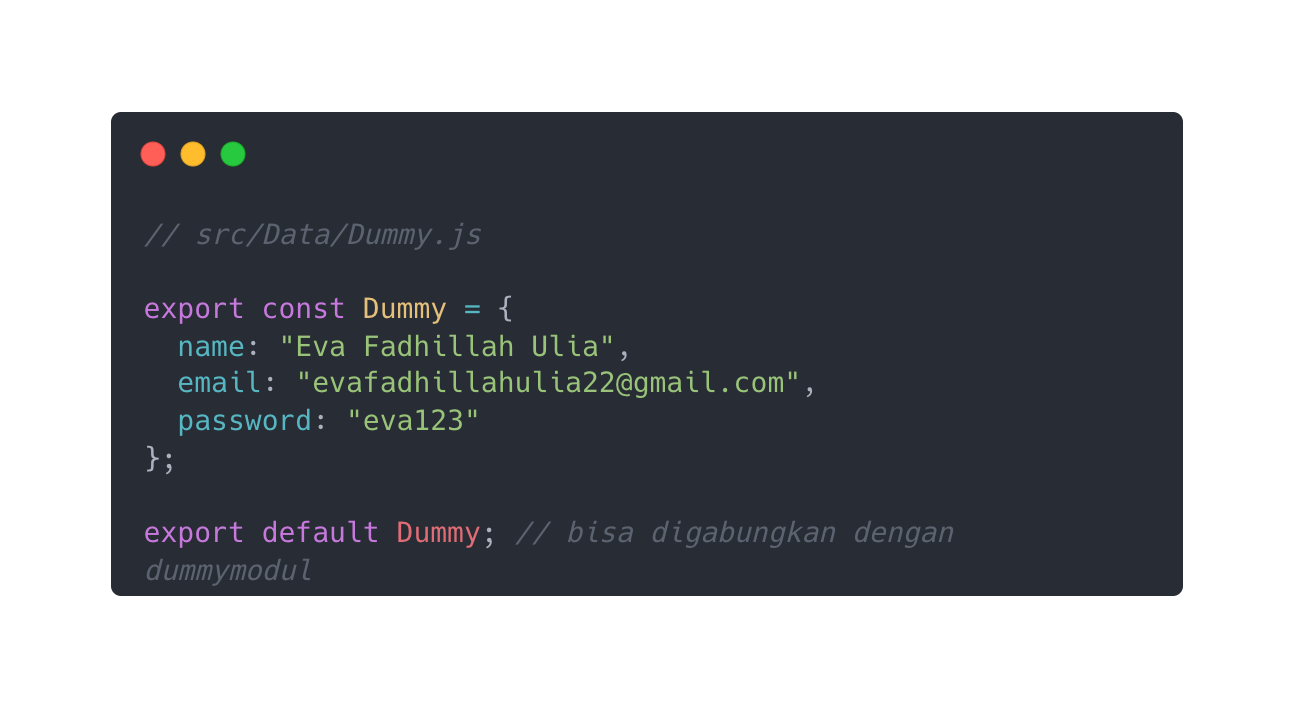 // src/Data/Dummy.js
export const Dummy = {
  name: "Eva Fadhillah Ulia",
  email: "evafadhillahulia22@gmail.com",
  password: "eva123"
};
export default Dummy; // bisa digabungkan dengan
dummymodul